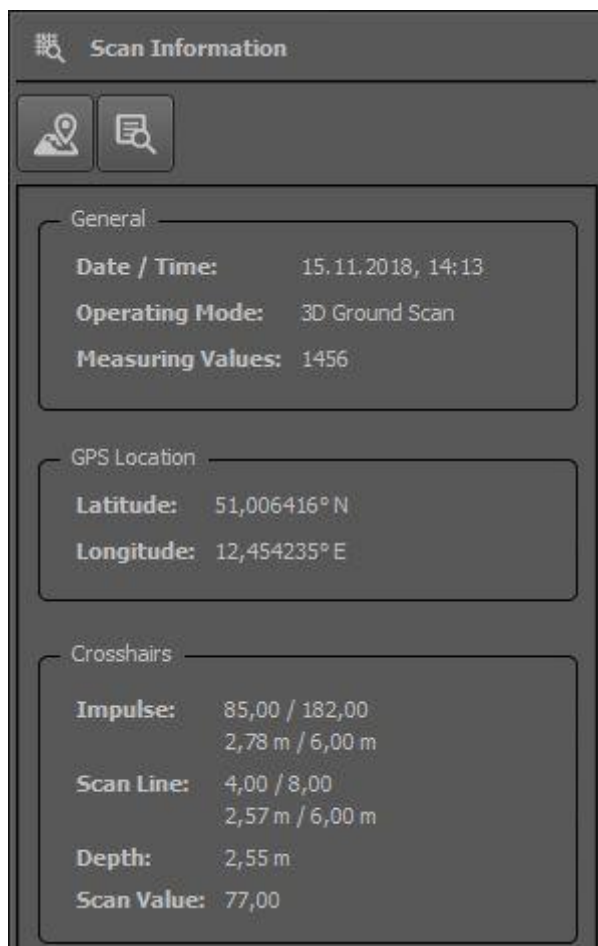 Scan Information
General
Date / Time: 15.11.2018, 14:13
Operating Mode: 3D Ground Scan
Measuring Values: 1456
GPS Location
Latitude: 51,006416° N
Longitude: 12,454235° E
Crosshairs
Impulse: 85,00 / 182,00
2,78 m / 6,00 m
Scan Line: 4,00 / 8,00
2,57 m / 6,00 m
Depth: 2,55 m
Scan Value: 77,00